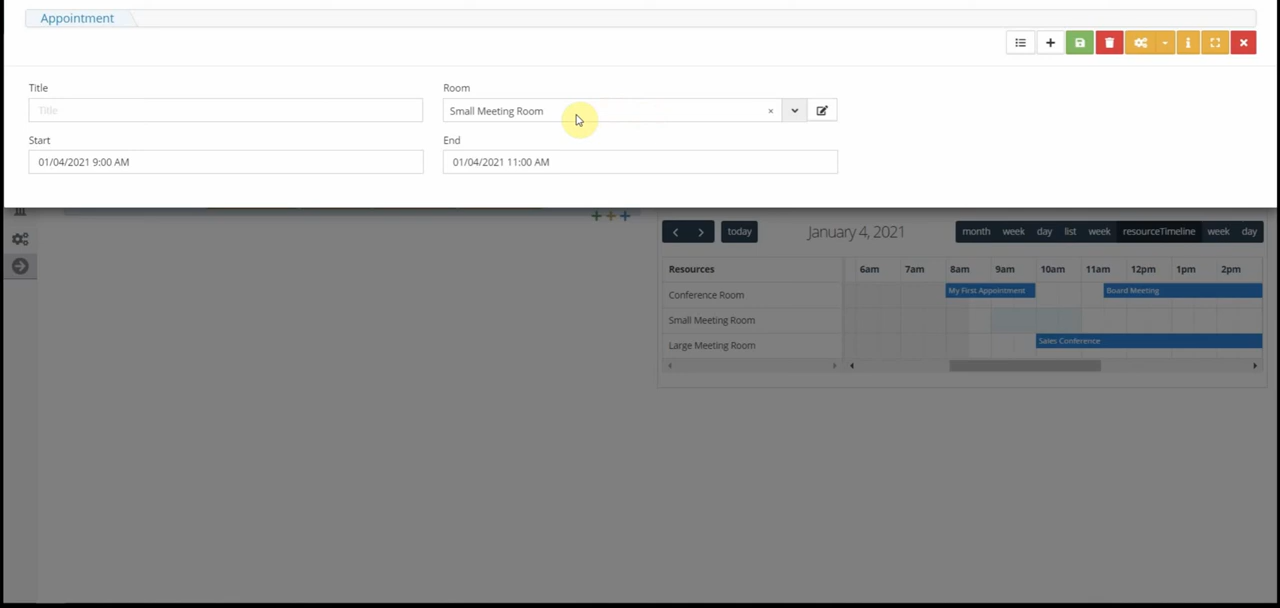 Appointment
Title
Room
Title
Small Meeting Room
Start
End
01/04/2021 9:00 AM
01/04/2021 11:00 AM
today
January 4, 2021
month week day list week resourceTimeline week day
Resources
6am 7am 8am 9am 10am 11am 12pm 1pm 2pm
Conference Room
My First Appointment
Board Meeting
Small Meeting Room
Large Meeting Room
Sales Conference